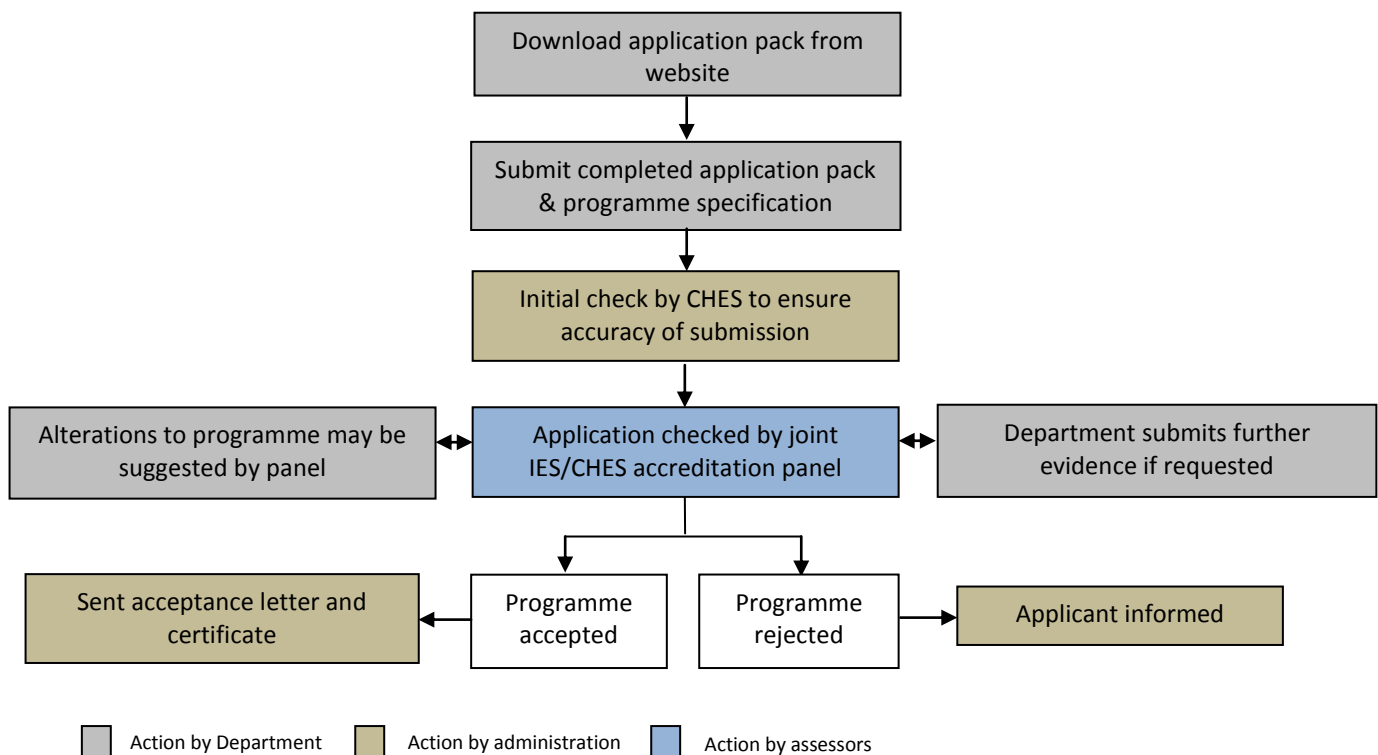 Download application pack from
website
Submit completed application pack
& programme specification
Initial check by CHES to ensure
accuracy of submission
Alterations to programme may be
suggested by panel
Application checked by joint
IES/CHES accreditation panel
Department submits further
evidence if requested
Sent acceptance letter and
certificate
Programme
accepted
Programme
rejected
Applicant informed
Action by Department
Action by administration
Action by assessors